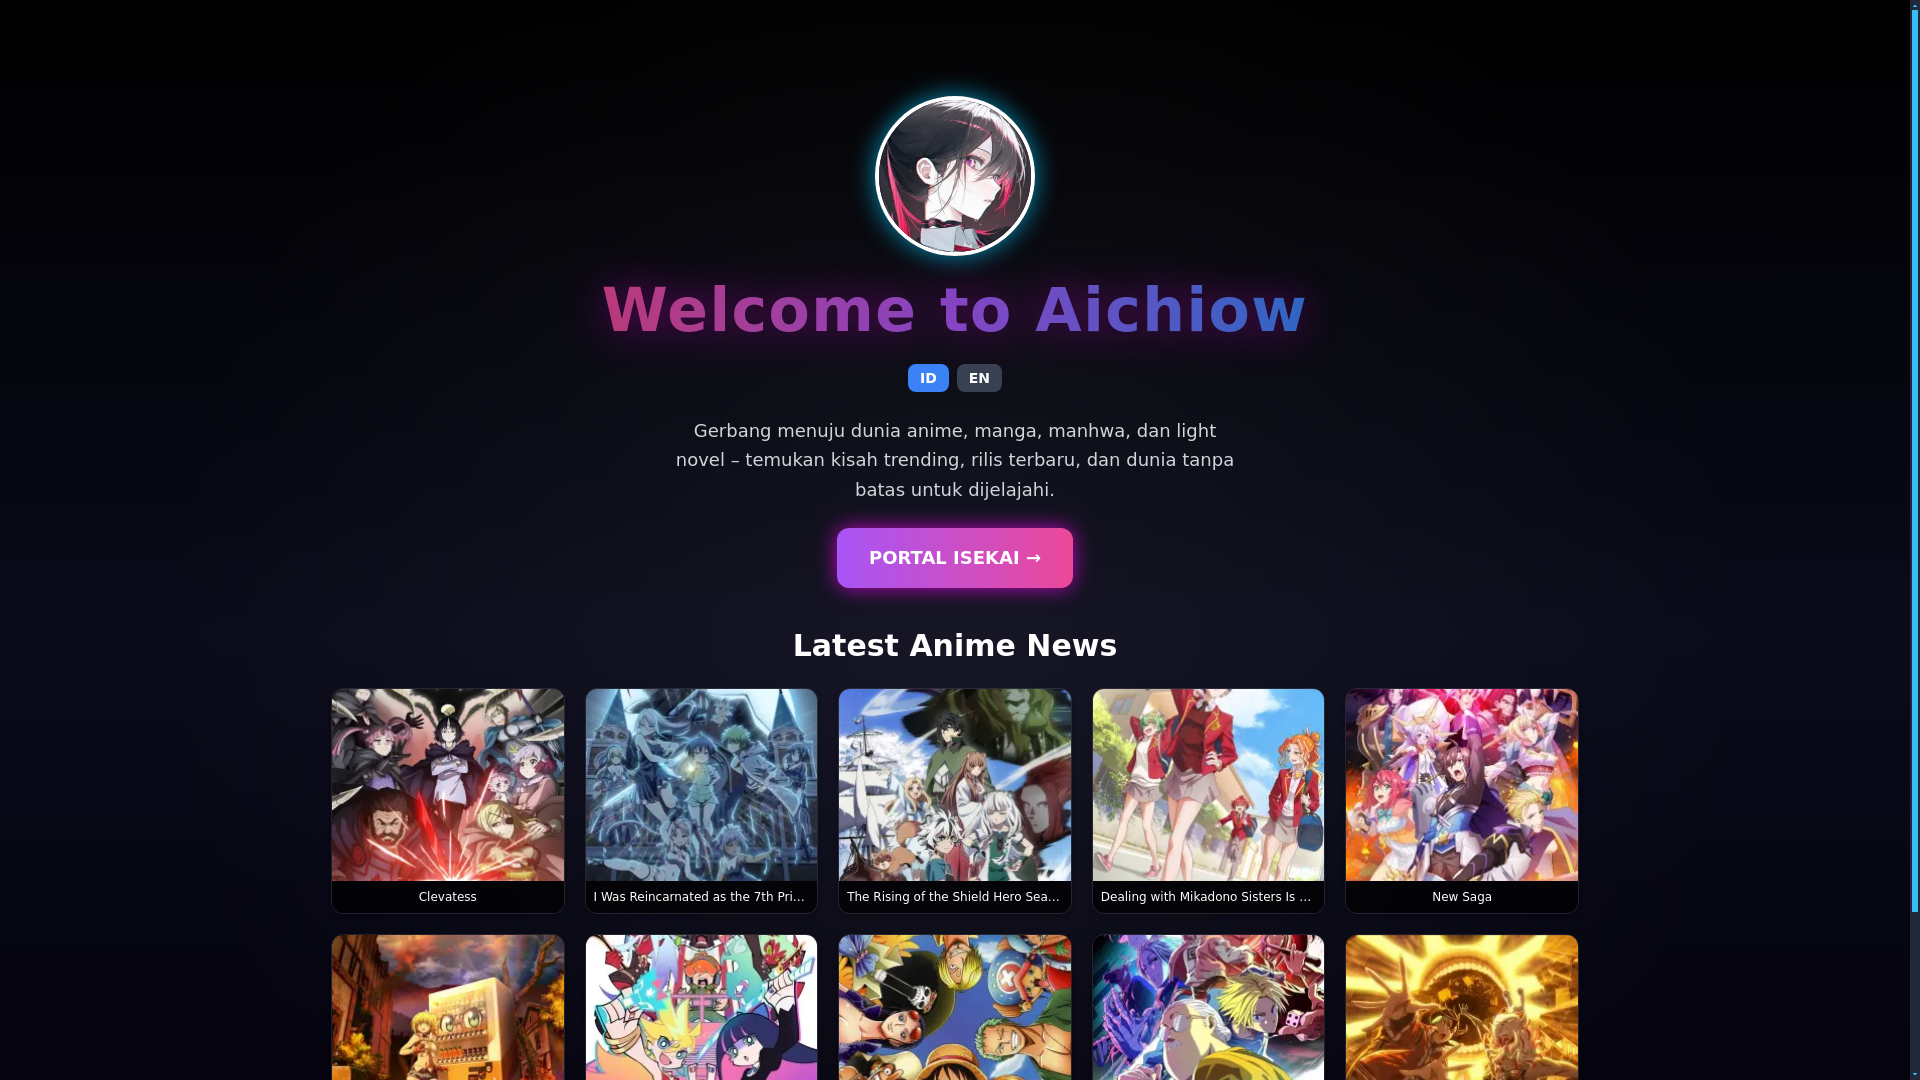 Welcome to Aichiow
ID EN
Gerbang menuju dunia anime, manga, manhwa, dan light
novel – temukan kisah trending, rilis terbaru, dan dunia tanpa
batas untuk dijelajahi.
PORTAL ISEKAI →
Latest Anime News
Clevatess
I Was Reincarnated as the 7th Pri...
The Rising of the Shield Hero Sea...
Dealing with Mikadono Sisters Is ...
New Saga